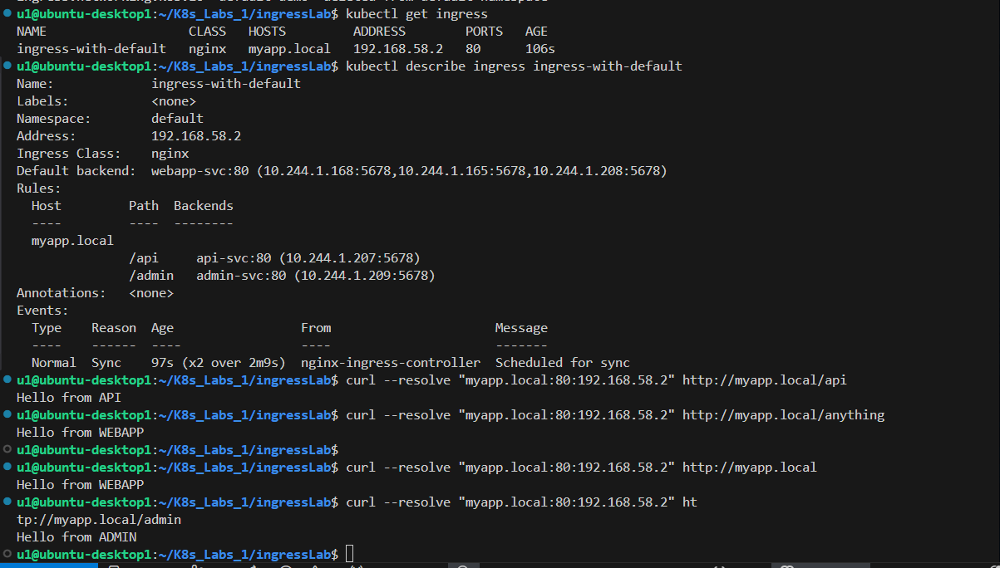 u1@ubuntu-desktop1:~/K8s_Labs_1/ingressLab$ kubectl get ingress
NAME                   CLASS   HOSTS         ADDRESS        PORTS   AGE
ingress-with-default   nginx   myapp.local   192.168.58.2   80      106s
u1@ubuntu-desktop1:~/K8s_Labs_1/ingressLab$ kubectl describe ingress ingress-with-default
Name:             ingress-with-default
Labels:           <none>
Namespace:        default
Address:          192.168.58.2
Ingress Class:    nginx
Default backend:  webapp-svc:80 (10.244.1.168:5678,10.244.1.165:5678,10.244.1.208:5678)
Rules:
  Host         Path  Backends
  ----         ----  --------
  myapp.local
               /api     api-svc:80 (10.244.1.207:5678)
               /admin   admin-svc:80 (10.244.1.209:5678)
Annotations:   <none>
Events:
  Type    Reason  Age                 From                      Message
  ----    ------  ----                ----                      -------
  Normal  Sync    97s (x2 over 2m9s)  nginx-ingress-controller  Scheduled for sync
u1@ubuntu-desktop1:~/K8s_Labs_1/ingressLab$ curl --resolve "myapp.local:80:192.168.58.2" http://myapp.local/api
Hello from API
u1@ubuntu-desktop1:~/K8s_Labs_1/ingressLab$ curl --resolve "myapp.local:80:192.168.58.2" http://myapp.local/anything
Hello from WEBAPP
u1@ubuntu-desktop1:~/K8s_Labs_1/ingressLab$
u1@ubuntu-desktop1:~/K8s_Labs_1/ingressLab$ curl --resolve "myapp.local:80:192.168.58.2" http://myapp.local
Hello from WEBAPP
u1@ubuntu-desktop1:~/K8s_Labs_1/ingressLab$ curl --resolve "myapp.local:80:192.168.58.2" ht
tp://myapp.local/admin
Hello from ADMIN
u1@ubuntu-desktop1:~/K8s_Labs_1/ingressLab$